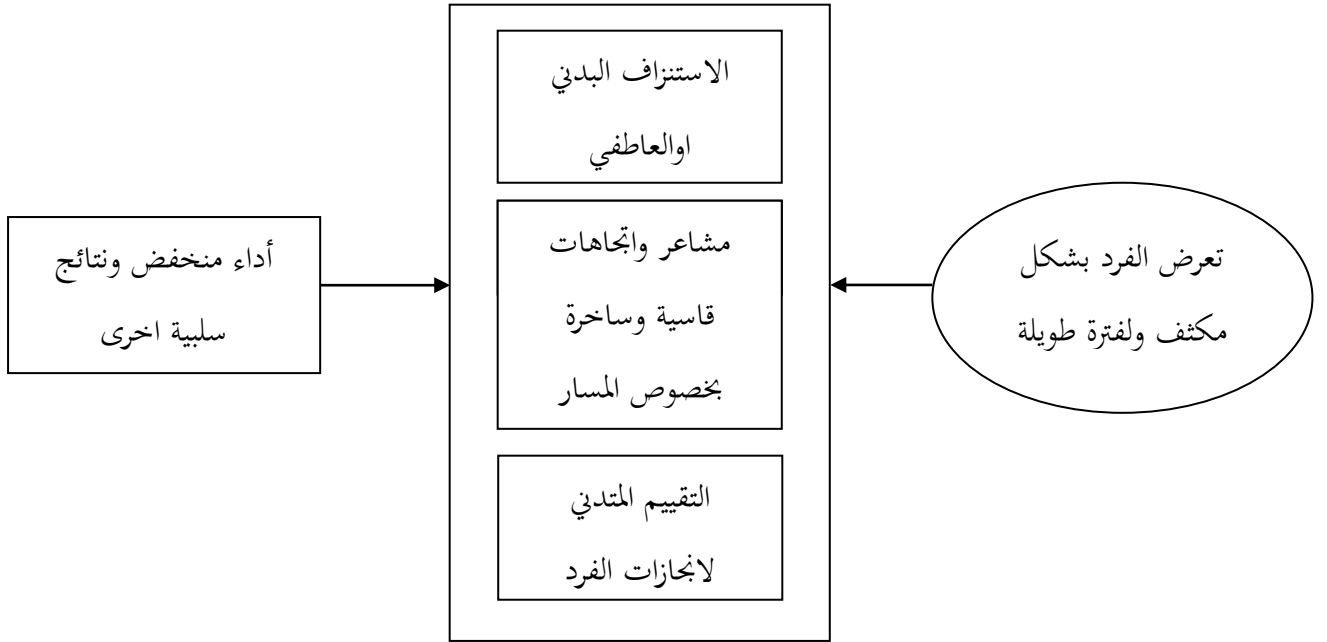 الاستنزاف البدني
اوالعاطفي
تعرض الفرد بشكل
مكثف ولفترة طويلة
مشاعر واتجاهات
قاسية وساخرة
بخصوص المسار
أداء منخفض ونتائج
سلبية اخرى
التقييم المتدني
لانجازات الفرد